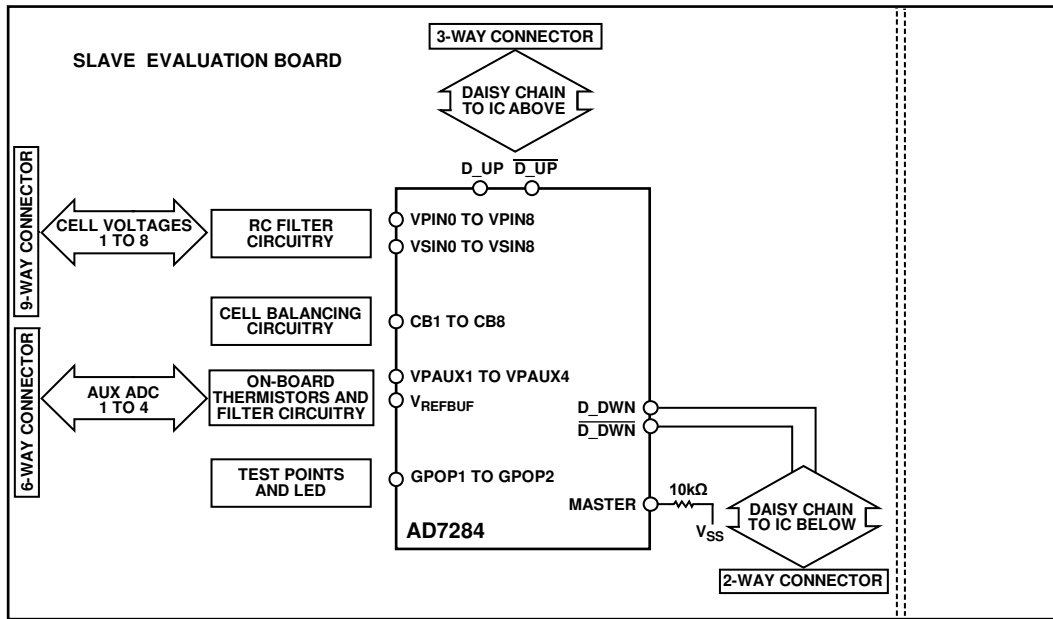 3-WAY CONNECTOR
SLAVE EVALUATION BOARD
DAISY CHAIN
TO IC ABOVE
D_UP
D_UP
9-WAY CONNECTOR
CELL VOLTAGES
1 TO 8
RC FILTER
CIRCUITRY
VPIN0 TO VPIN8
VSIN0 TO VSIN8
CELL BALANCING
CIRCUITRY
CB1 TO CB8
6-WAY CONNECTOR
AUX ADC
1 TO 4
ON-BOARD
THERMISTORS AND
FILTER CIRCUITRY
VPAUX1 TO VPAUX4
VREFBUF
D_DWN
D_DWN
TEST POINTS
AND LED
GPOP1 TO GPOP2
MASTER
10kΩ
VSS
DAISY CHAIN
TO IC BELOW
AD7284
2-WAY CONNECTOR